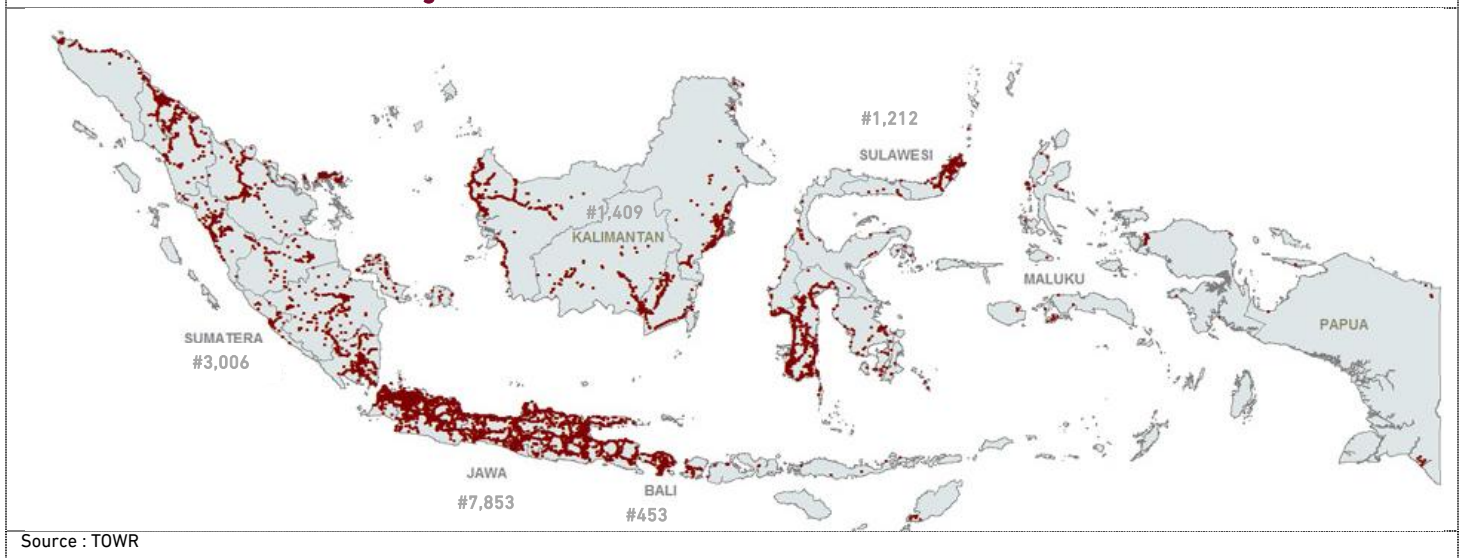 #1,212
SULAWESI
#1,409
KALIMANTAN
MALUKU
PAPUA
SUMATERA
#3,006
JAWA
#7,853
BALI
#453
Source : TOWR